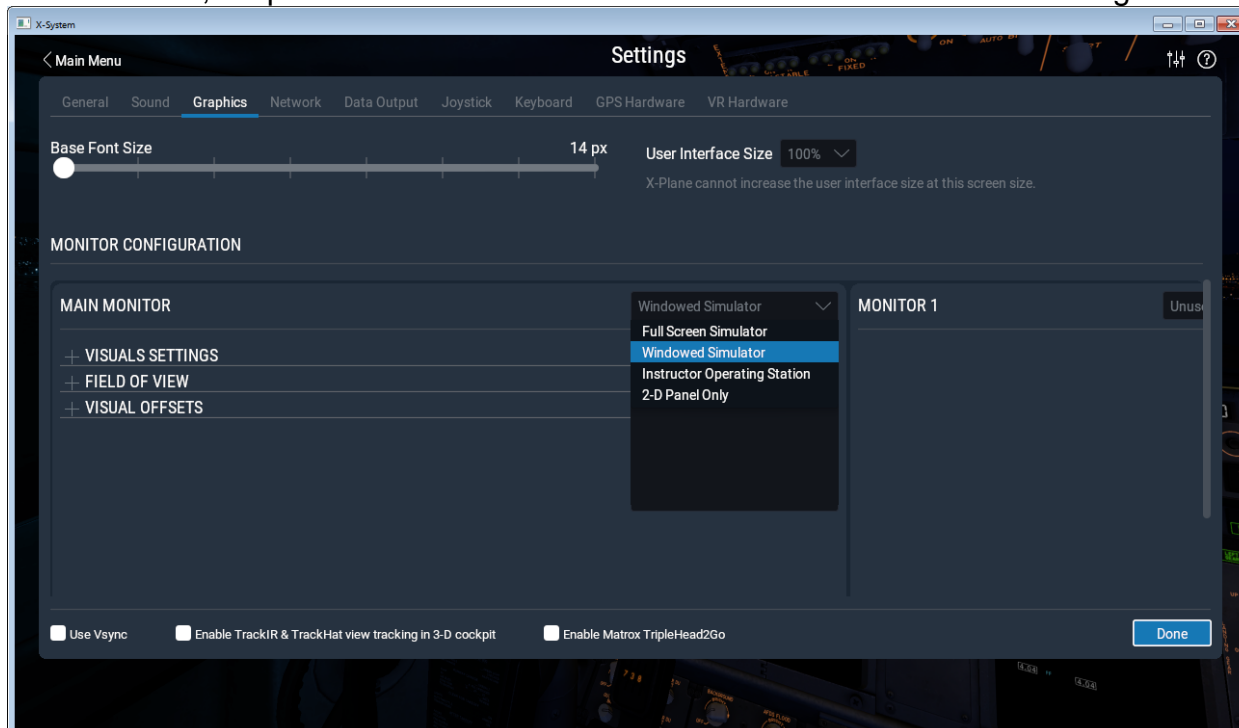 X-System
Main Menu
Settings
General Sound Graphics Network Data Output Joystick Keyboard GPS Hardware VR Hardware
Base Font Size 14 px
User Interface Size 100%
X-Plane cannot increase the user interface size at this screen size.
MONITOR CONFIGURATION
MAIN MONITOR
Windowed Simulator
Full Screen Simulator
Windowed Simulator
Instructor Operating Station
2-D Panel Only
VISUALS SETTINGS
FIELD OF VIEW
VISUAL OFFSETS
MONITOR 1
Unus
Use Vsync
Enable TrackIR & TrackHat view tracking in 3-D cockpit
Enable Matrox TripleHead2Go
Done